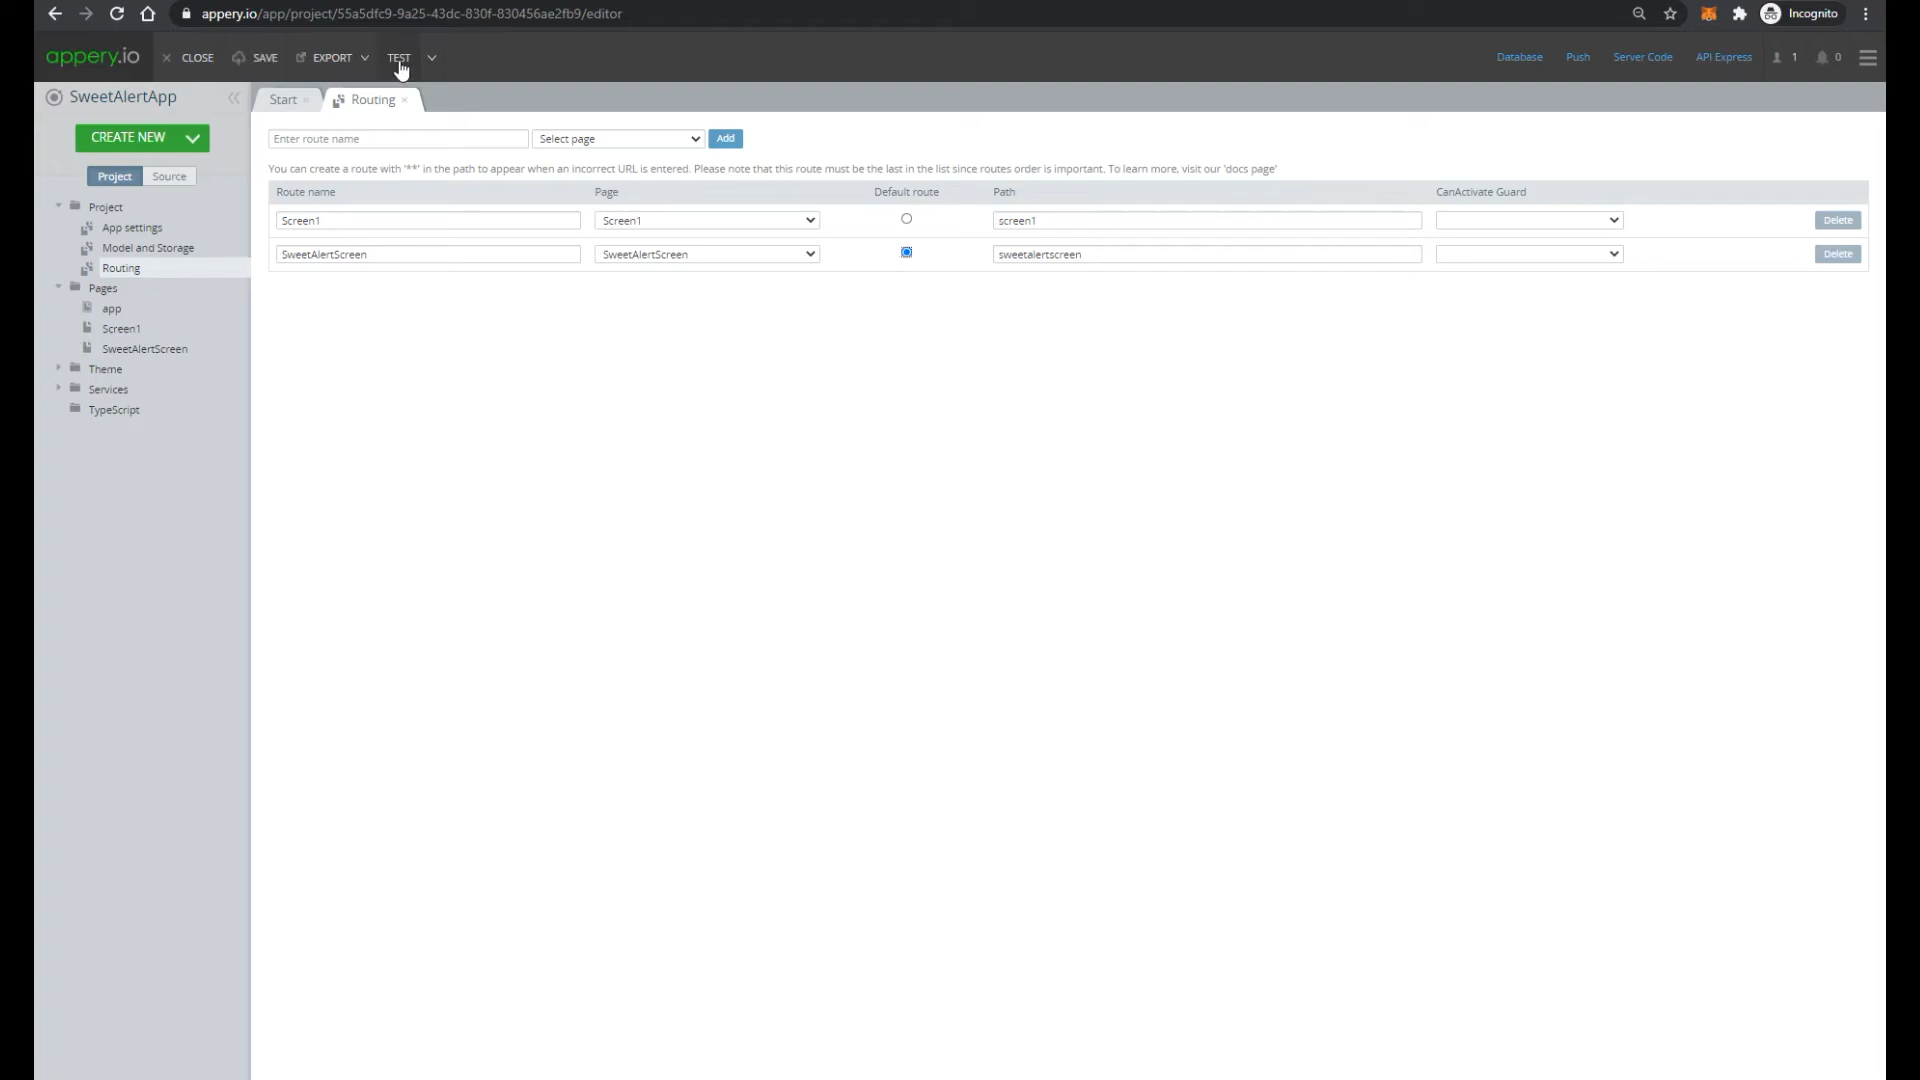 appery.io/app/project/55a5dfc9-9a25-43dc-830f-830456ae2fb9/editor
Incognito
appery.io
CLOSE
SAVE
EXPORT
TEST
Database
Push
Server Code
API Express
1
0
SweetAlertApp
Start
Routing
CREATE NEW
Enter route name
Select page
Add
You can create a route with '**' in the path to appear when an incorrect URL is entered. Please note that this route must be the last in the list since routes order is important. To learn more, visit our 'docs page'
Project
Source
Route name
Page
Default route
Path
CanActivate Guard
Screen1
Screen1
screen1
Delete
SweetAlertScreen
SweetAlertScreen
sweetalertscreen
Delete
Project
App settings
Model and Storage
Routing
Pages
app
Screen1
SweetAlertScreen
Theme
Services
TypeScript